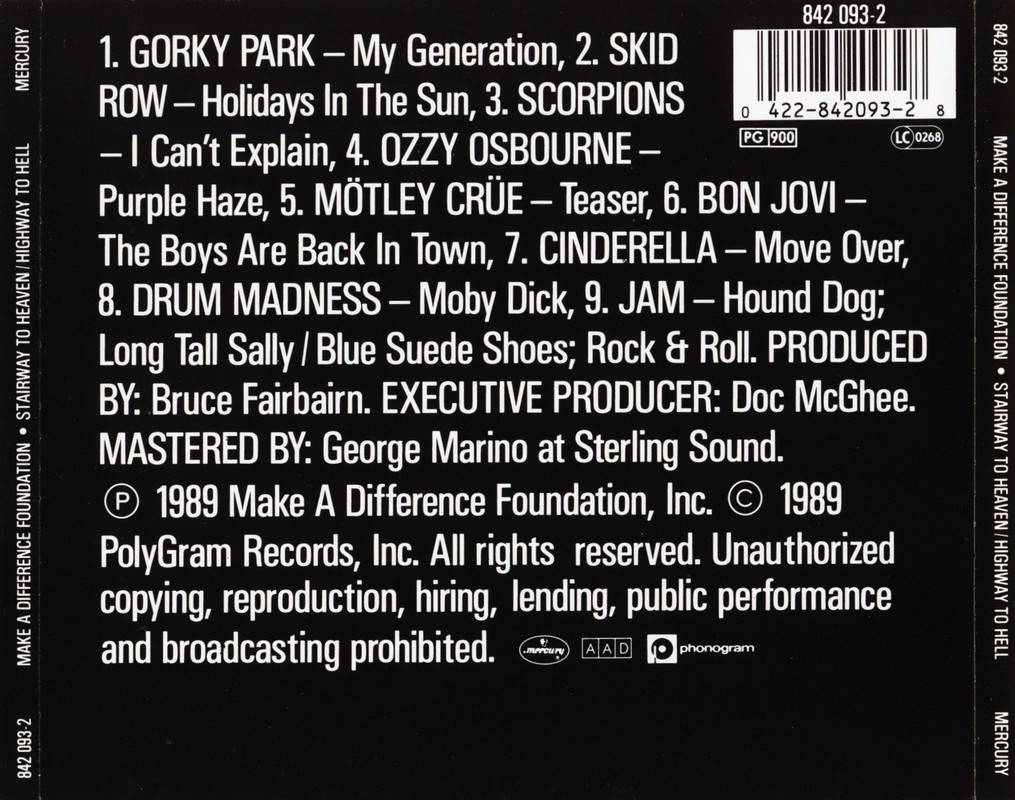 842 093-2
1. GORKY PARK – My Generation, 2. SKID
ROW – Holidays In The Sun, 3. SCORPIONS
– I Can't Explain, 4. OZZY OSBOURNE –
Purple Haze, 5. MÖTLEY CRÜE – Teaser, 6. BON JOVI –
The Boys Are Back In Town, 7. CINDERELLA – Move Over,
8. DRUM MADNESS – Moby Dick, 9. JAM – Hound Dog;
Long Tall Sally / Blue Suede Shoes; Rock & Roll. PRODUCED
BY: Bruce Fairbairn. EXECUTIVE PRODUCER: Doc McGhee.
MASTERED BY: George Marino at Sterling Sound.
Ⓟ 1989 Make A Difference Foundation, Inc. © 1989
PolyGram Records, Inc. All rights reserved. Unauthorized
copying, reproduction, hiring, lending, public performance
and broadcasting prohibited. mercury AAD phonogram
0 422-842093-2 8
PG 900 LC 0268
842 093-2 MAKE A DIFFERENCE FOUNDATION • STAIRWAY TO HEAVEN / HIGHWAY TO HELL MERCURY
842 093-2 MAKE A DIFFERENCE FOUNDATION • STAIRWAY TO HEAVEN / HIGHWAY TO HELL MERCURY